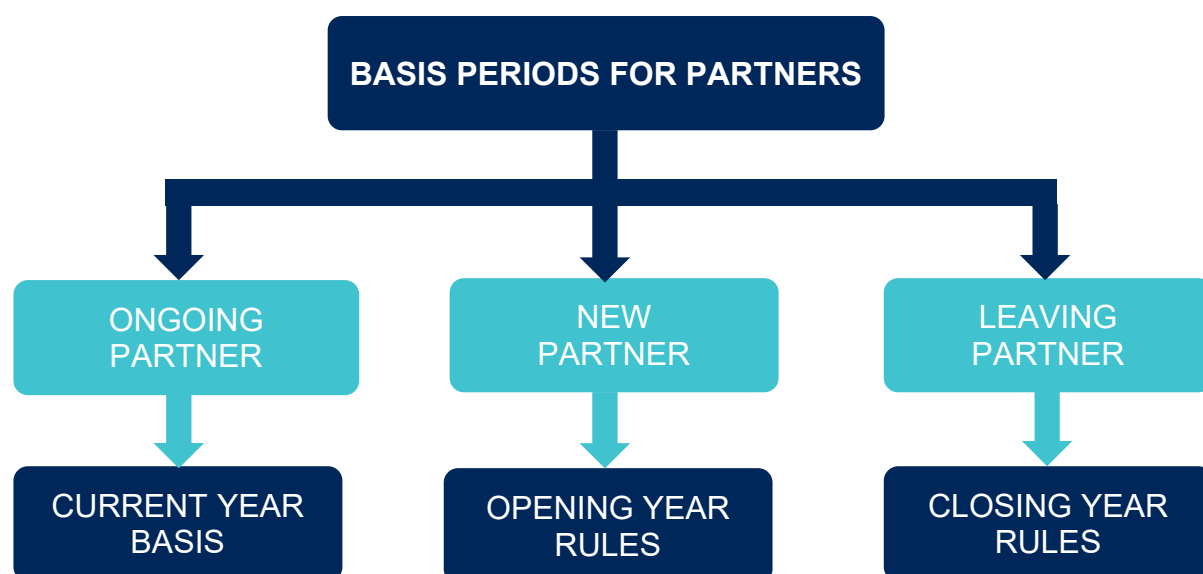 BASIS PERIODS FOR PARTNERS
ONGOING
PARTNER
NEW
PARTNER
LEAVING
PARTNER
CURRENT YEAR
BASIS
OPENING YEAR
RULES
CLOSING YEAR
RULES